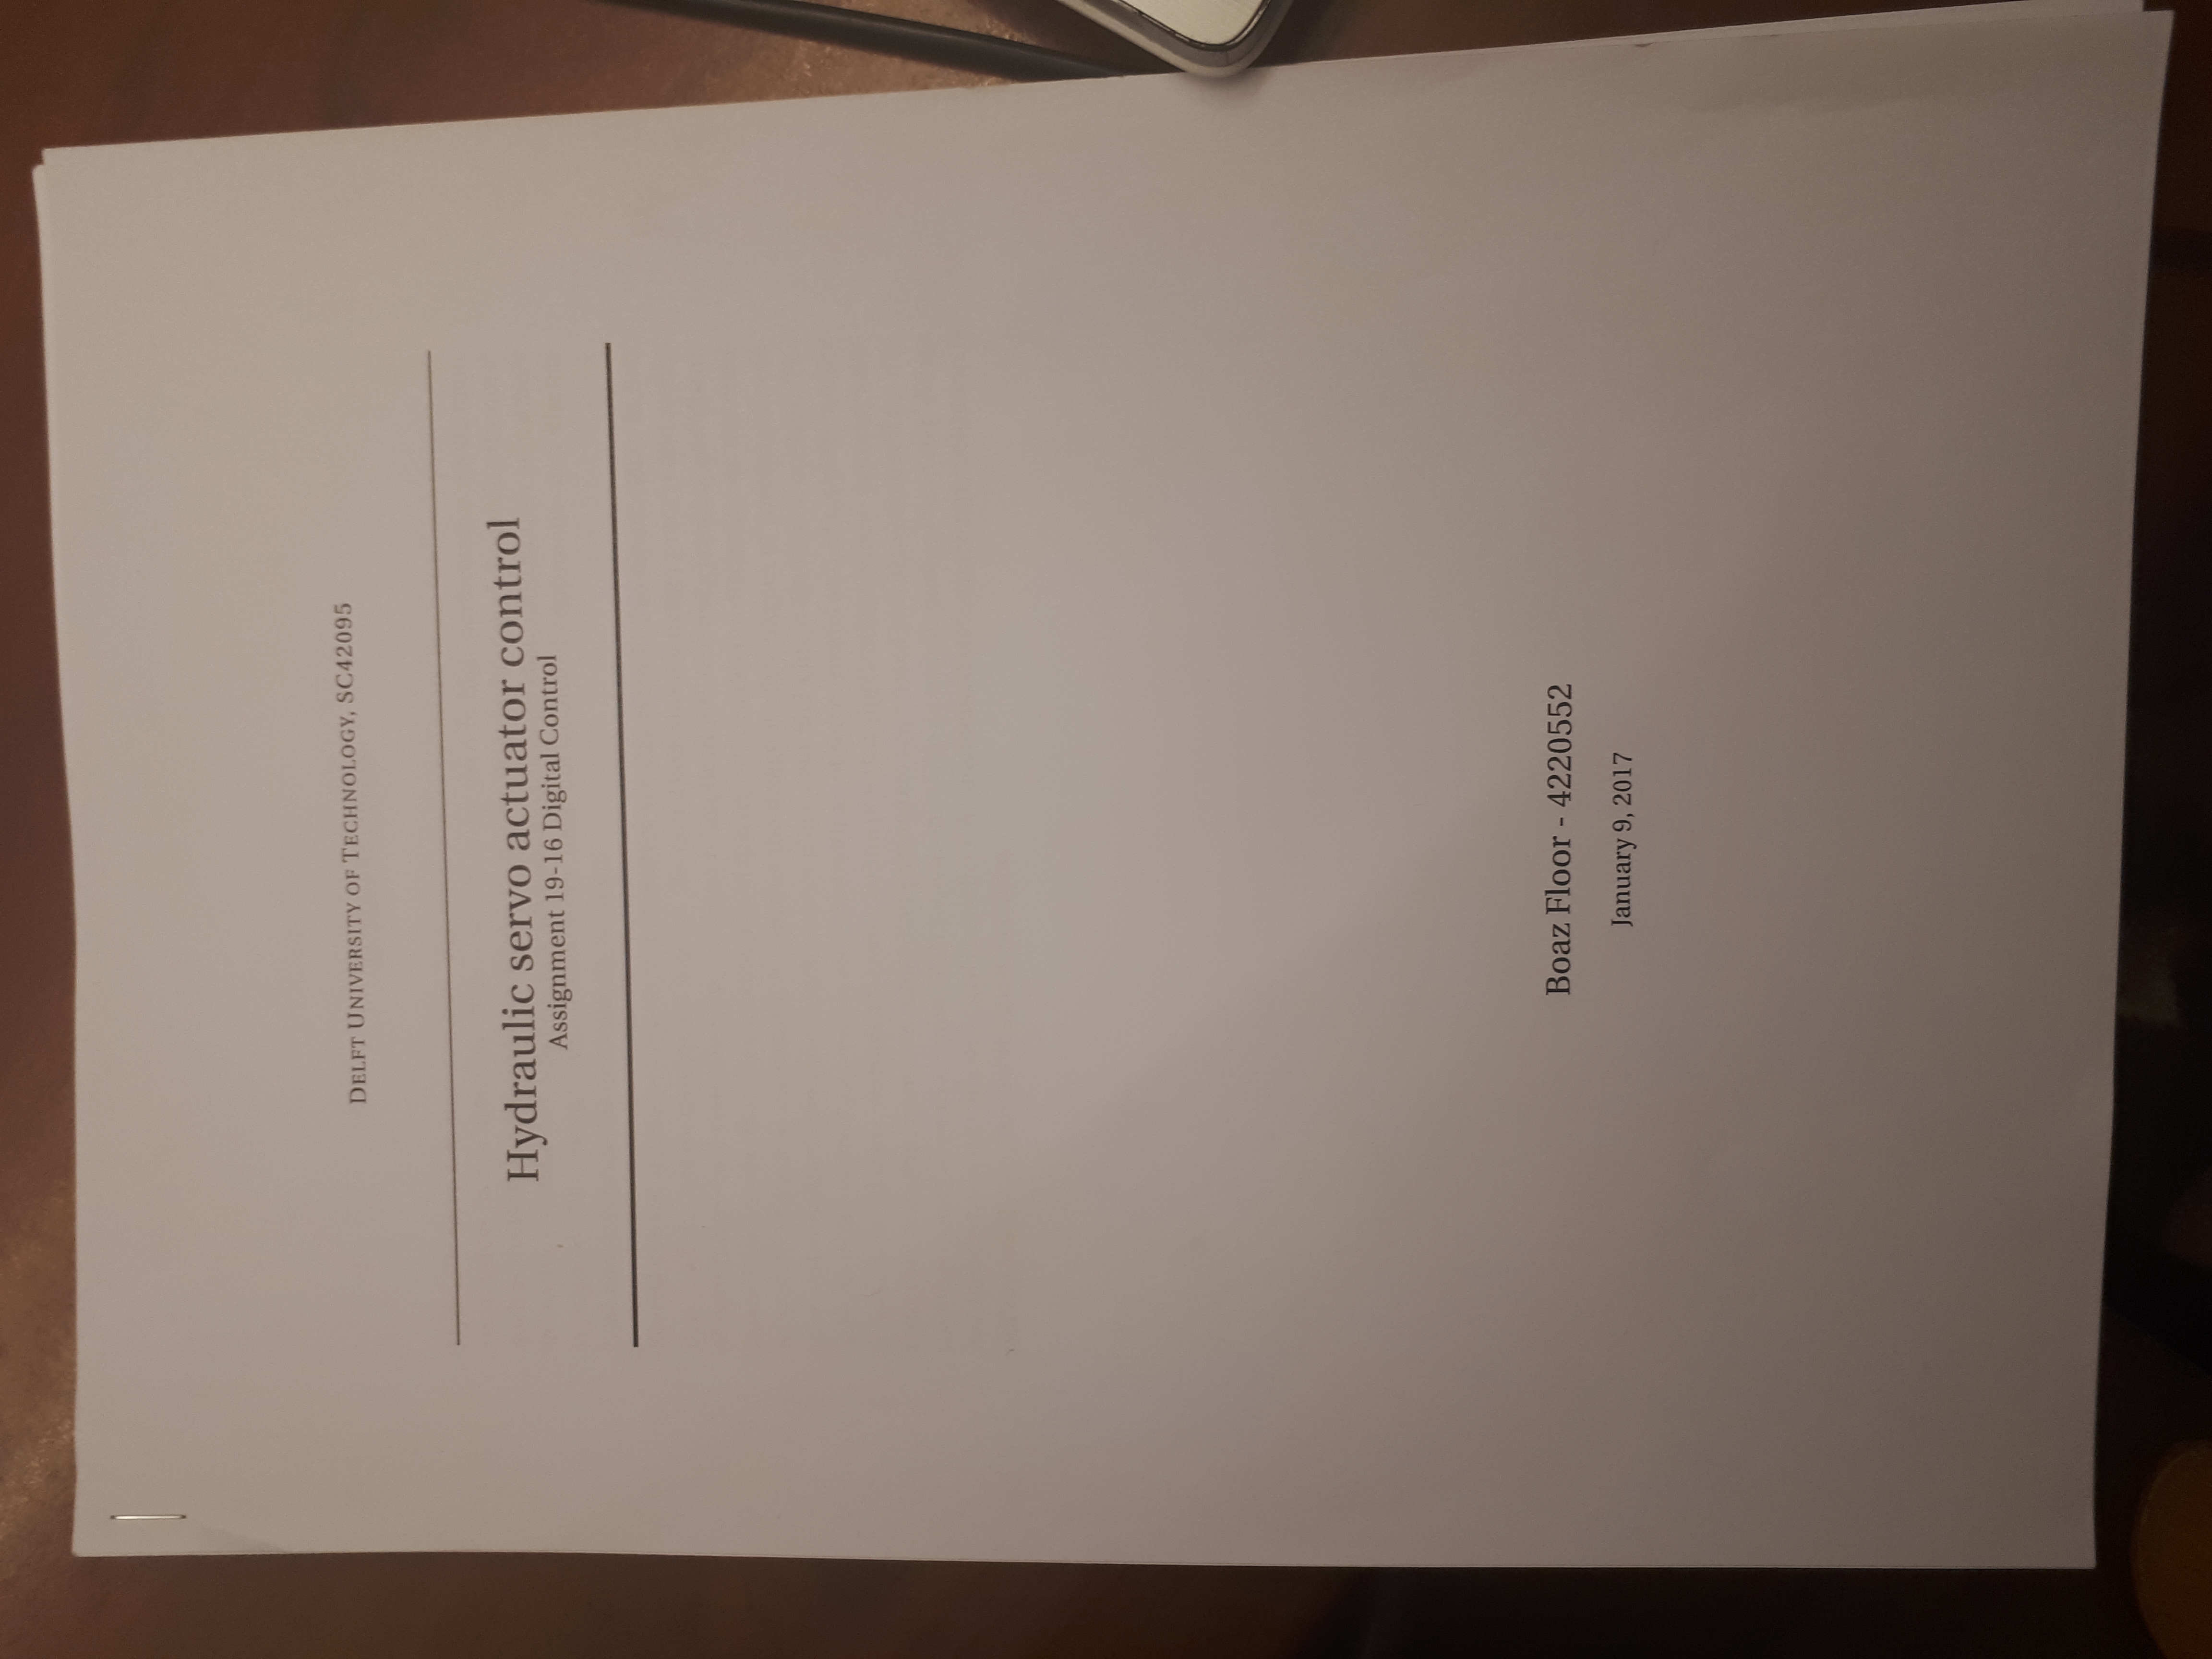 DELFT UNIVERSITY OF TECHNOLOGY, SC42095
Hydraulic servo actuator control
Assignment 19-16 Digital Control
Boaz Floor - 4220552
January 9, 2017